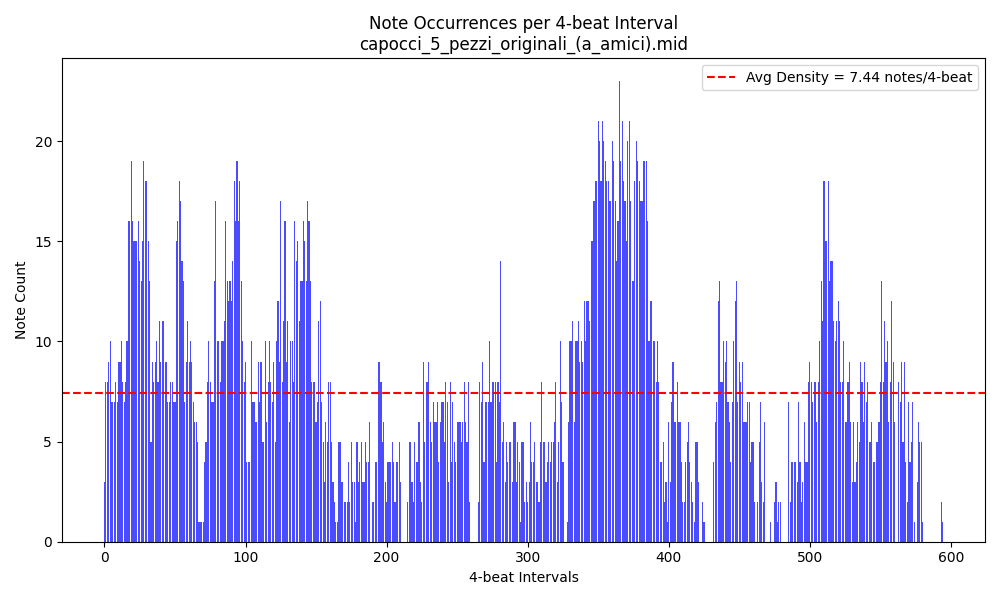 Note Occurrences per 4-beat Interval
capocci_5_pezzi_originali_(a_amici).mid
Avg Density = 7.44 notes/4-beat
Note Count
20
15
10
5
0
0 100 200 300 400 500 600
4-beat Intervals